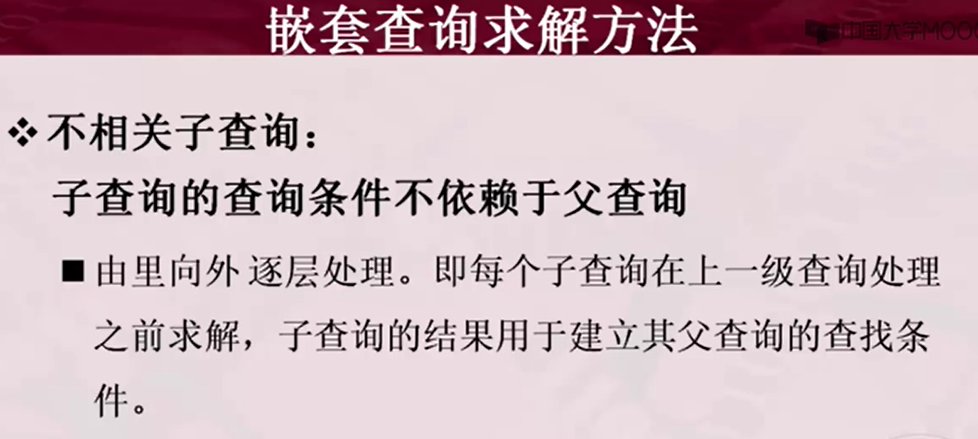 嵌套查询求解方法
中国大学MOOC
❖不相关子查询：
子查询的查询条件不依赖于父查询
■由里向外 逐层处理。即每个子查询在上一级查询处理
之前求解，子查询的结果用于建立其父查询的查找条
件。